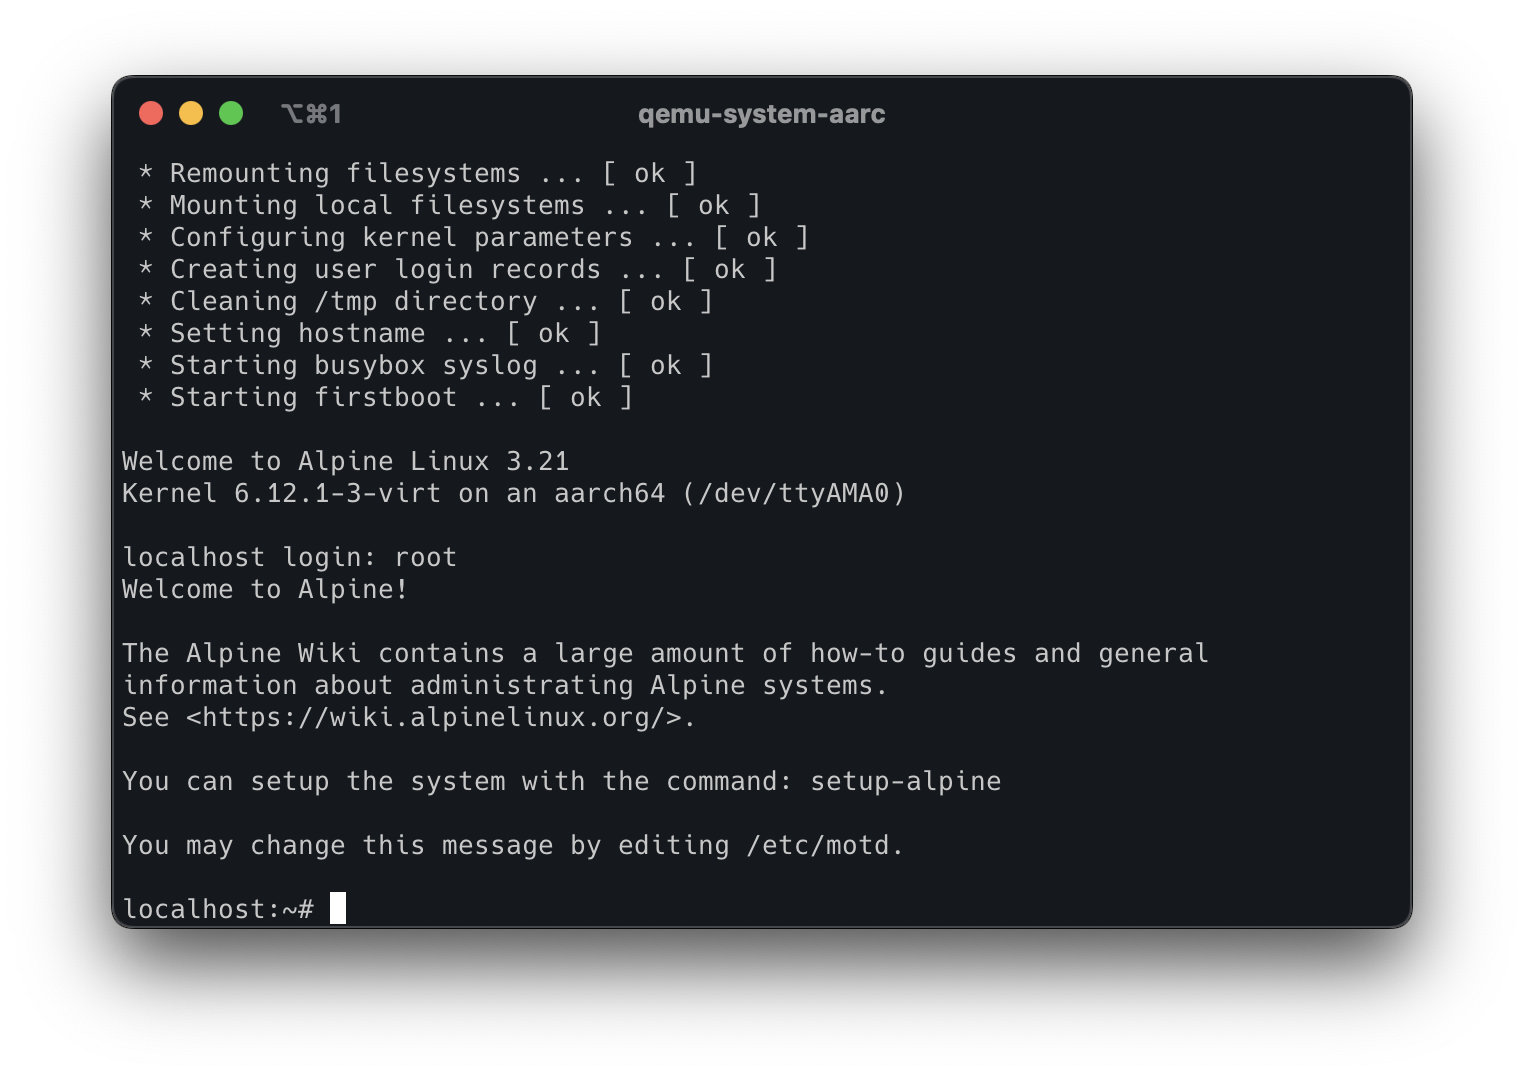 ⌥⌘1 qemu-system-aarc
* Remounting filesystems ... [ ok ]
* Mounting local filesystems ... [ ok ]
* Configuring kernel parameters ... [ ok ]
* Creating user login records ... [ ok ]
* Cleaning /tmp directory ... [ ok ]
* Setting hostname ... [ ok ]
* Starting busybox syslog ... [ ok ]
* Starting firstboot ... [ ok ]
Welcome to Alpine Linux 3.21
Kernel 6.12.1-3-virt on an aarch64 (/dev/ttyAMA0)
localhost login: root
Welcome to Alpine!
The Alpine Wiki contains a large amount of how-to guides and general
information about administrating Alpine systems.
See <https://wiki.alpinelinux.org/>.
You can setup the system with the command: setup-alpine
You may change this message by editing /etc/motd.
localhost:~#